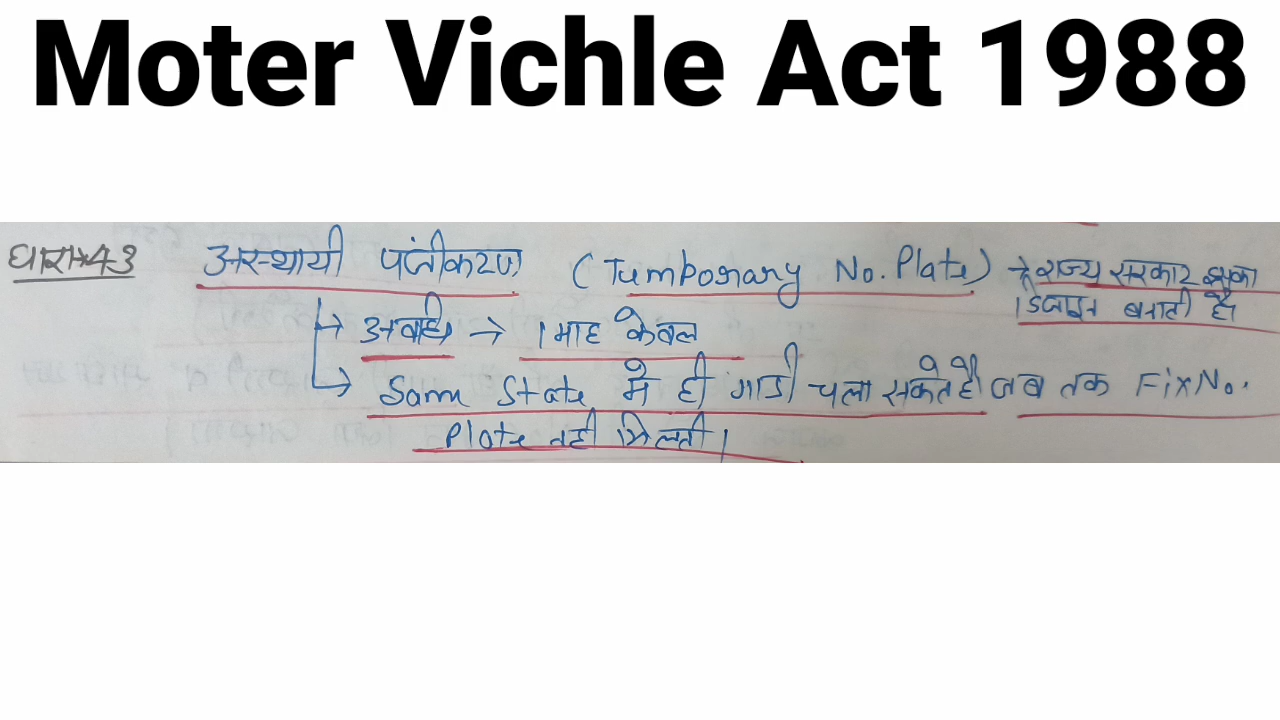 Moter Vichle Act 1988
धारा→43 अस्थायी पंजीकरण (Tumporary No. Plate) → राज्य सरकार इसका
डिजाइन बनाती है।
→ अवधि → 1 माह केवल
→ Same State मे ही गाडी चला सकते है जब तक Fix No.
Plate नही मिलती।